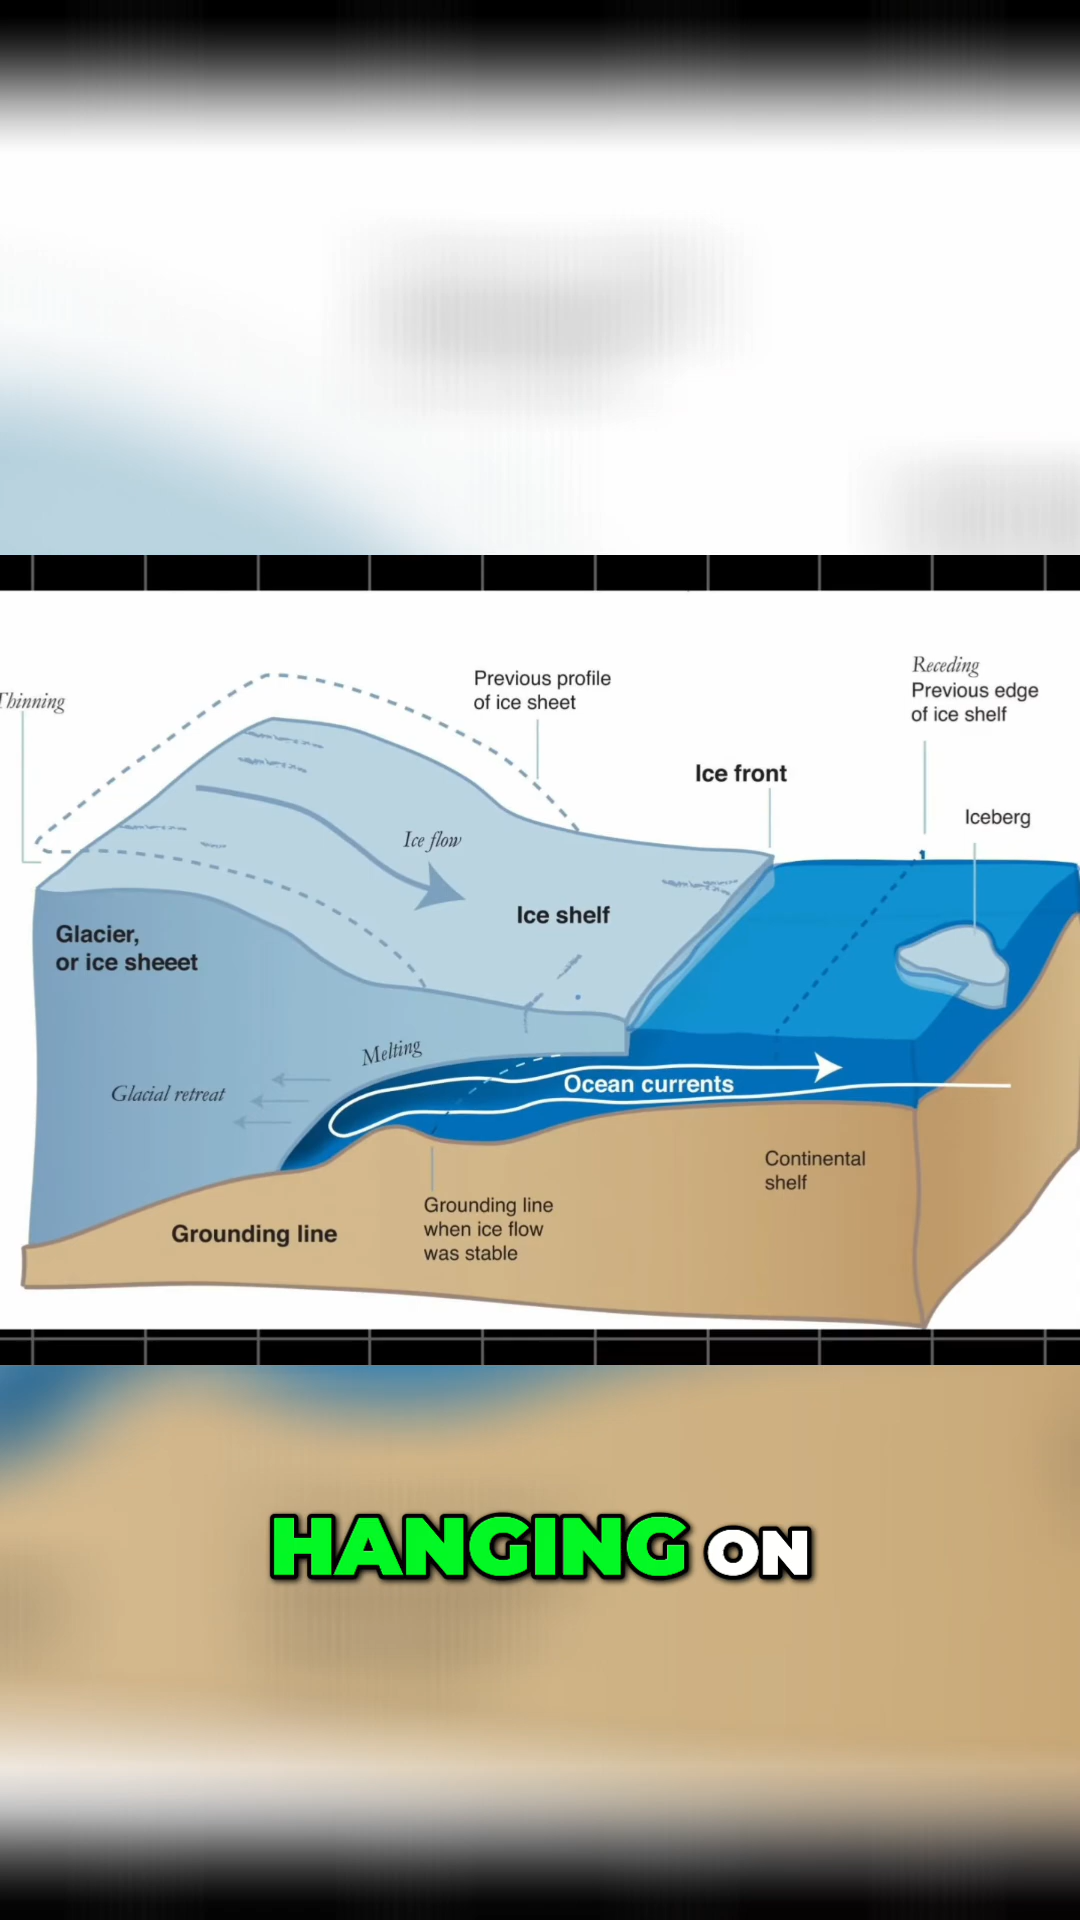 Thinning
Previous profile
of ice sheet
Receding
Previous edge
of ice shelf
Ice front
Iceberg
Ice flow
Ice shelf
Glacier,
or ice sheeet
Melting
Glacial retreat
Ocean currents
Continental
shelf
Grounding line
when ice flow
was stable
Grounding line
HANGING ON